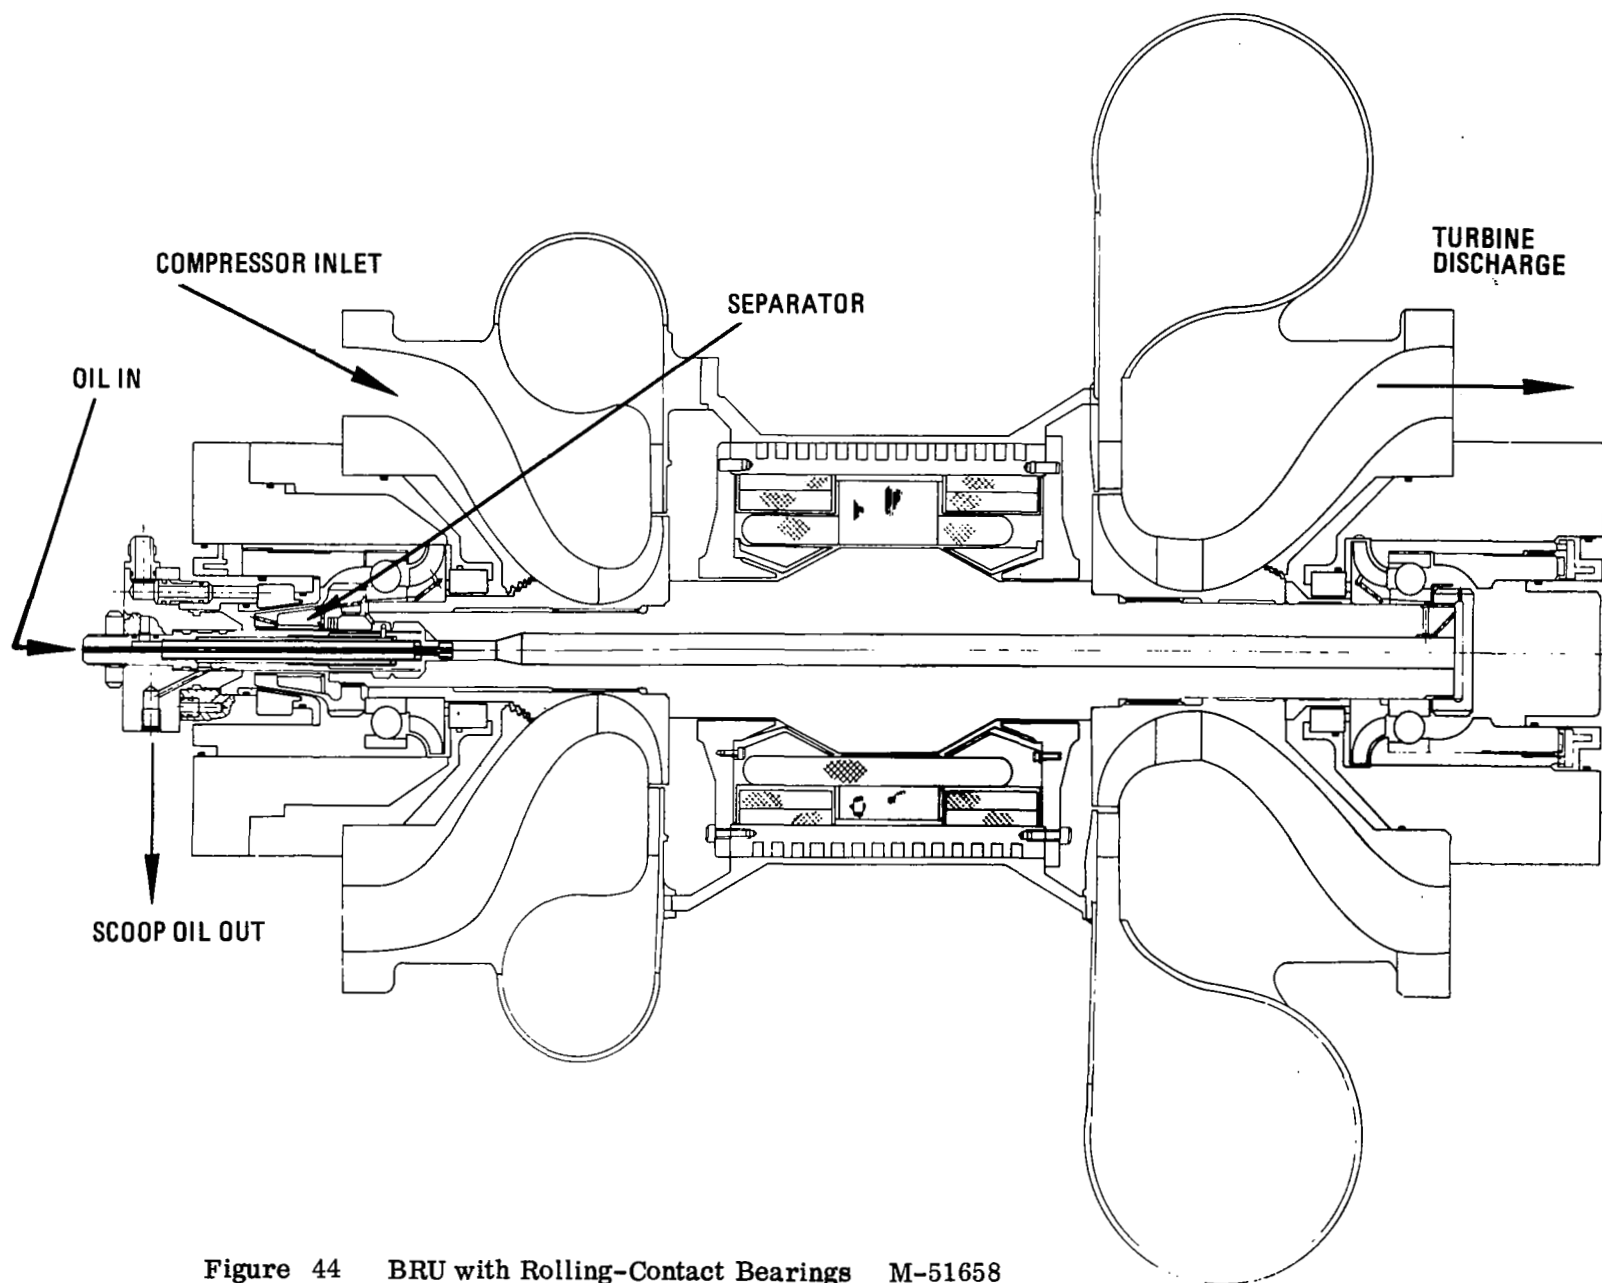 TURBINE
DISCHARGE
COMPRESSOR INLET
SEPARATOR
OIL IN
SCOOP OIL OUT
Figure 44 BRU with Rolling-Contact Bearings M-51658